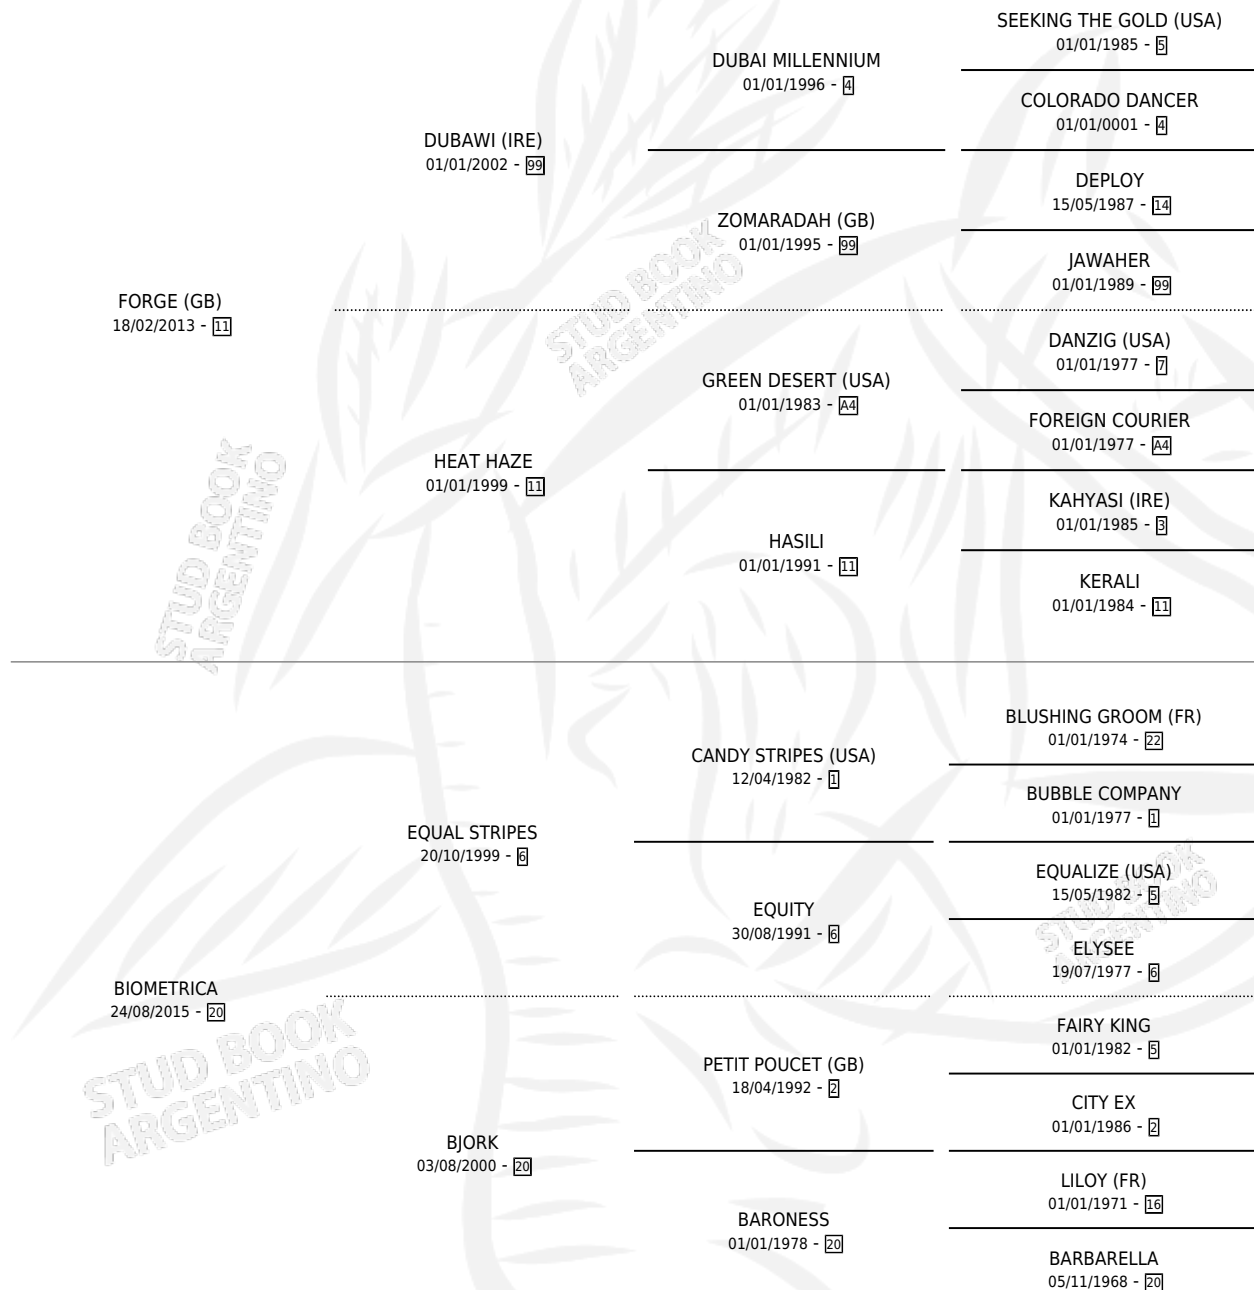 SEEKING THE GOLD (USA)
01/01/1985 - 5
DUBAI MILLENNIUM
01/01/1996 - 4
COLORADO DANCER
01/01/0001 - 4
DUBAWI (IRE)
01/01/2002 - 99
DEPLOY
15/05/1987 - 14
ZOMARADAH (GB)
01/01/1995 - 99
JAWAHER
01/01/1989 - 99
FORGE (GB)
18/02/2013 - 11
DANZIG (USA)
01/01/1977 - 7
GREEN DESERT (USA)
01/01/1983 - A4
FOREIGN COURIER
01/01/1977 - A4
HEAT HAZE
01/01/1999 - 11
KAHYASI (IRE)
01/01/1985 - 3
HASILI
01/01/1991 - 11
KERALI
01/01/1984 - 11
BLUSHING GROOM (FR)
01/01/1974 - 22
CANDY STRIPES (USA)
12/04/1982 - 1
BUBBLE COMPANY
01/01/1977 - 1
EQUAL STRIPES
20/10/1999 - 6
EQUALIZE (USA)
15/05/1982 - 5
EQUITY
30/08/1991 - 6
ELYSEE
19/07/1977 - 6
BIOMETRICA
24/08/2015 - 20
FAIRY KING
01/01/1982 - 5
PETIT POUCET (GB)
18/04/1992 - 2
CITY EX
01/01/1986 - 2
BJORK
03/08/2000 - 20
LILOY (FR)
01/01/1971 - 16
BARONESS
01/01/1978 - 20
BARBARELLA
05/11/1968 - 20
STUD BOOK
ARGENTINO
STUD BOOK
ARGENTINO
STUD BOOK
ARGENTINO
STUD BOOK
ARGENTINO